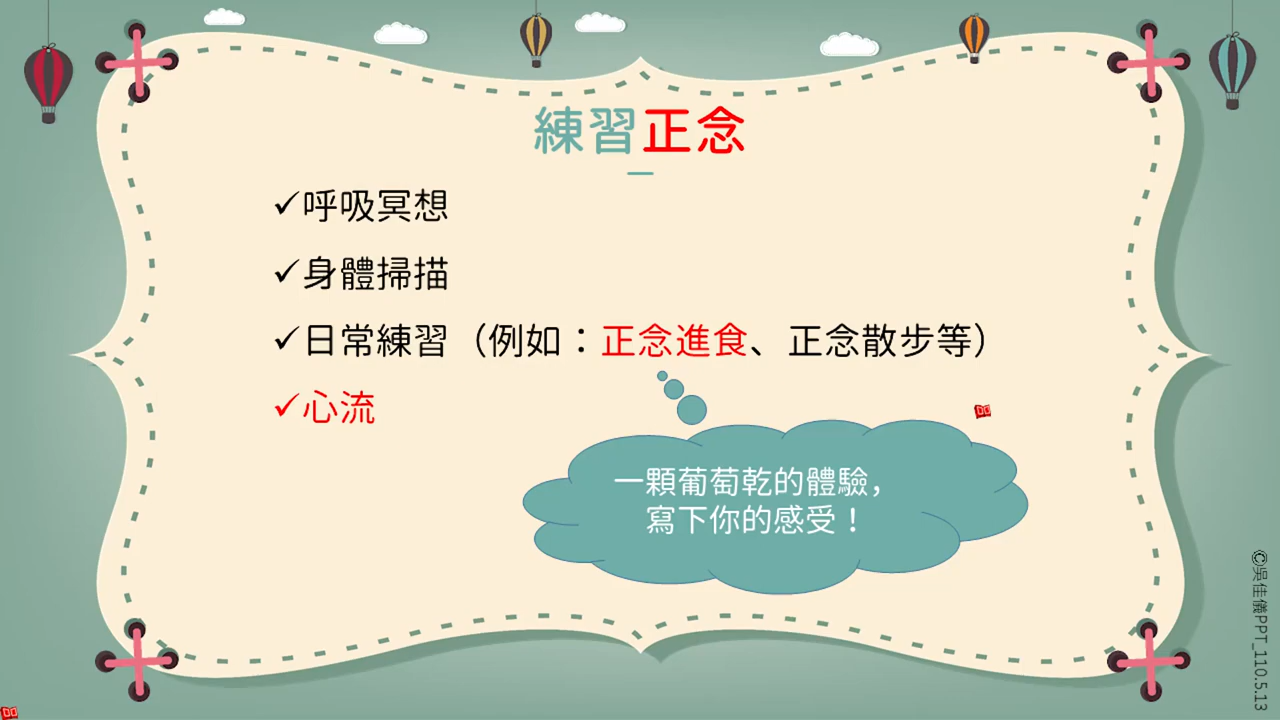 練習正念
✓呼吸冥想
✓身體掃描
✓日常練習（例如：正念進食、正念散步等）
✓心流
一顆葡萄乾的體驗，
寫下你的感受！
©吳佳儀PPT_110.5.13